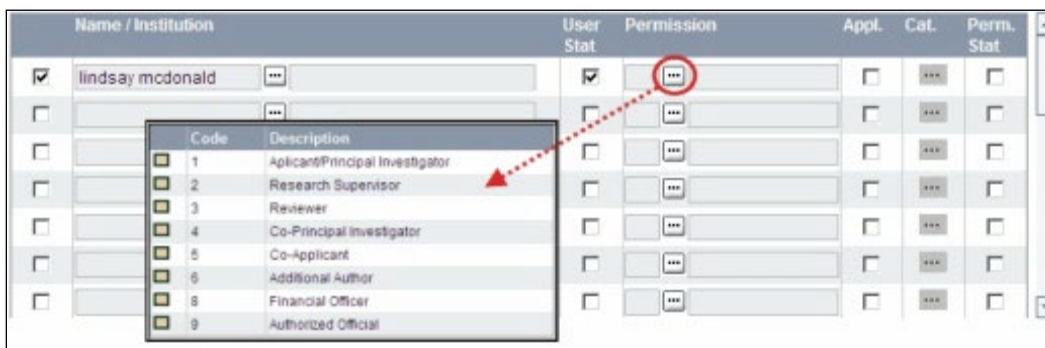 Name / Institution User Stat Permission Appl. Cat. Perm. Stat
lindsay mcdonald
Code Description
1 Aplicant/Principal Investigator
2 Research Supervisor
3 Reviewer
4 Co-Principal Investigator
5 Co-Applicant
6 Additional Author
8 Financial Officer
9 Authorized Official